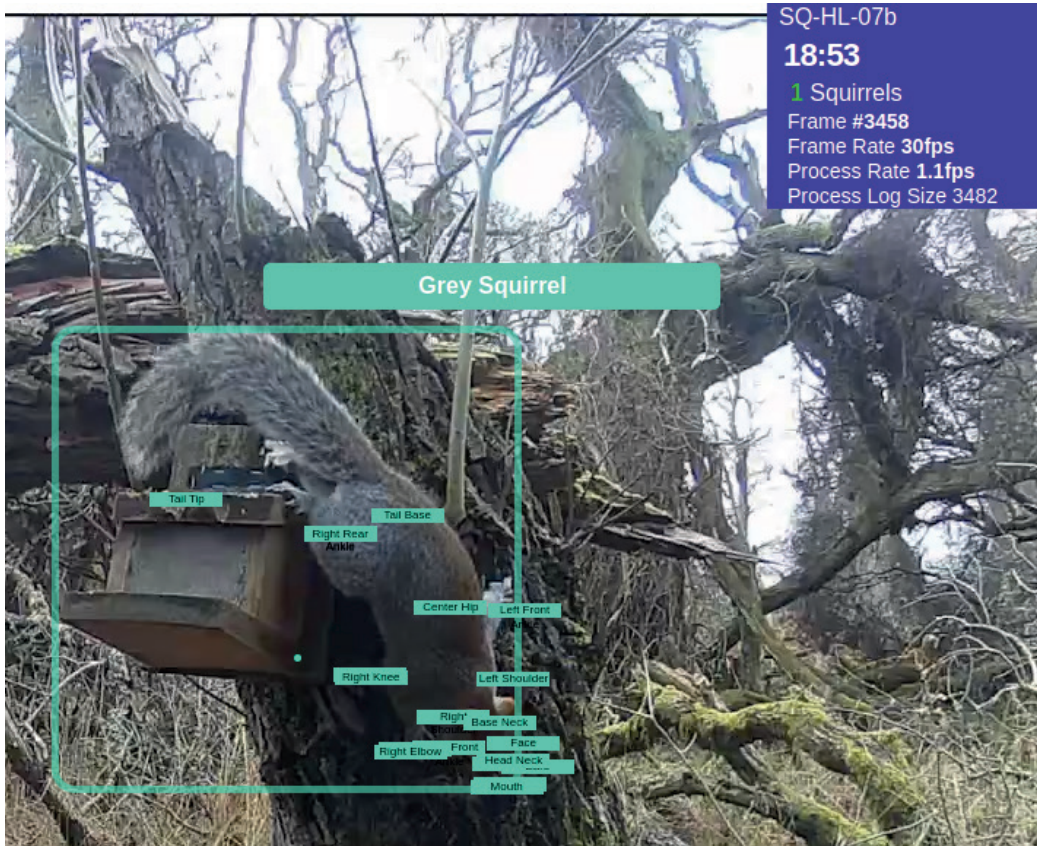 SQ-HL-07b
18:53
1 Squirrels
Frame #3458
Frame Rate 30fps
Process Rate 1.1fps
Process Log Size 3482
Grey Squirrel
Tail Tip
Tail Base
Right Rear
Ankle
Center Hip
Left Front
Right Knee
Left Shoulder
Right
Base Neck
Right Elbow
Front
Face
Head Neck
Mouth